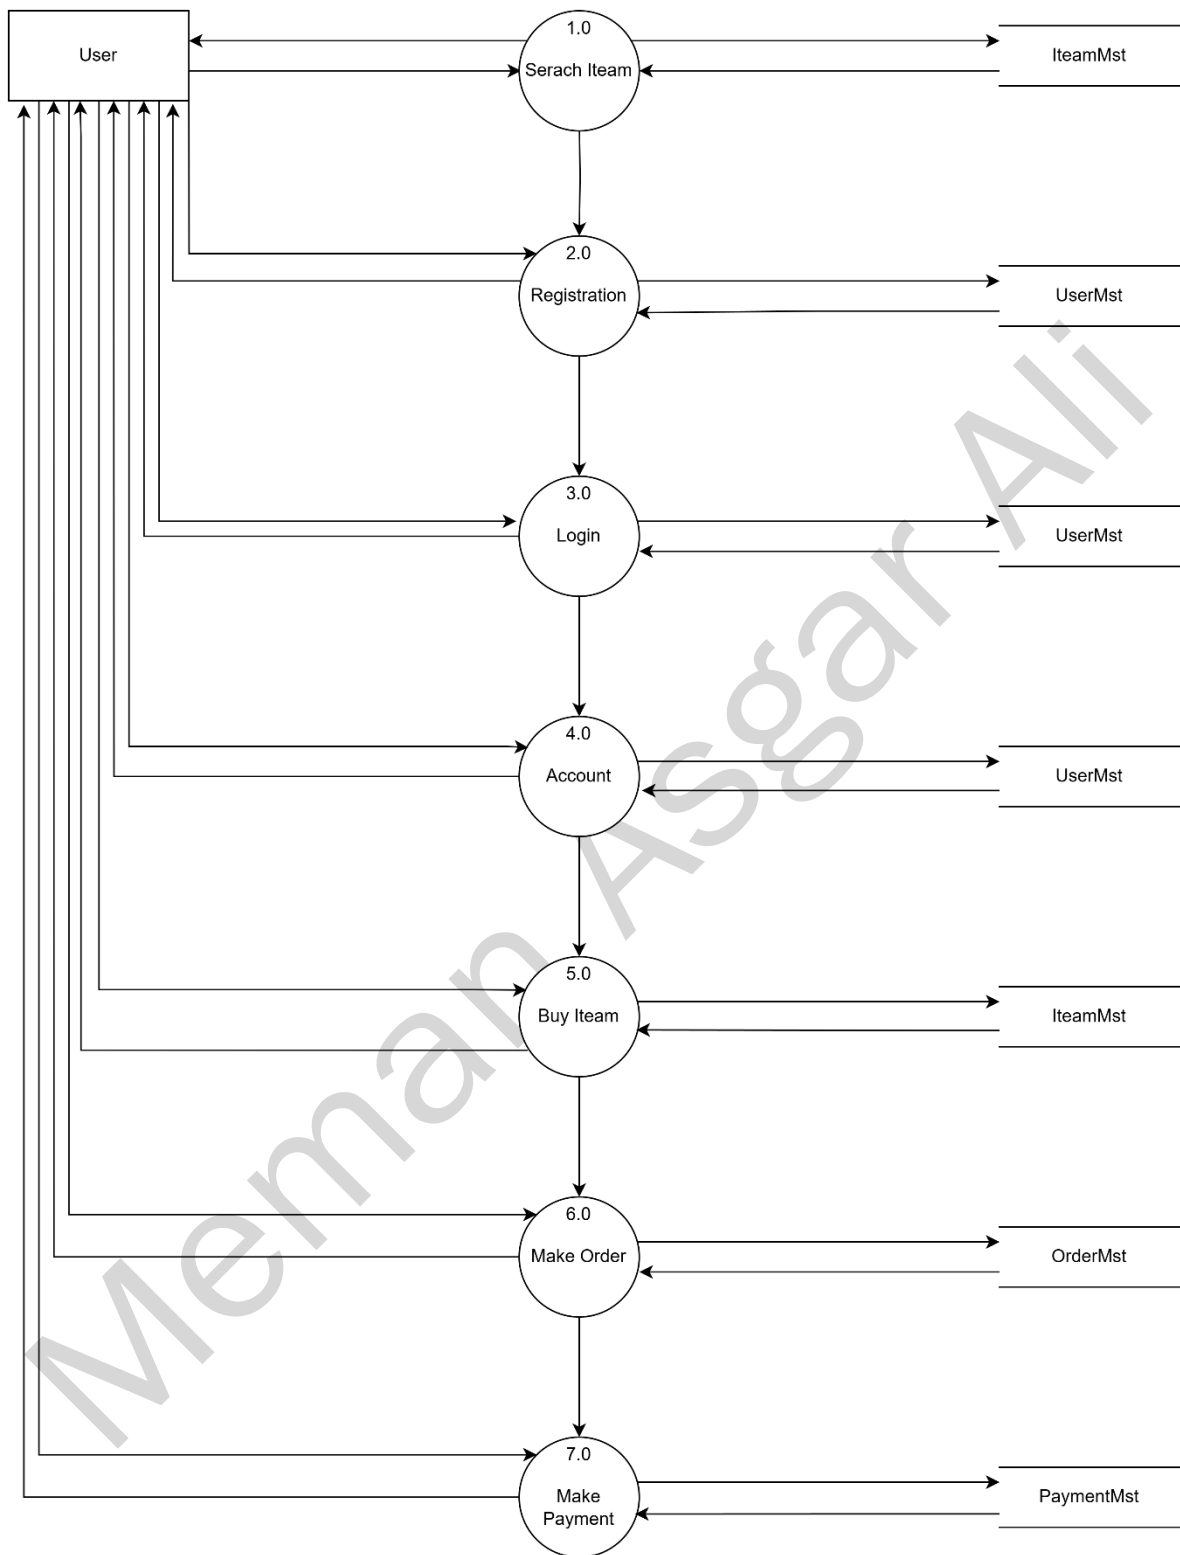 User
1.0
Serach Iteam
IteamMst
2.0
Registration
UserMst
3.0
Login
UserMst
4.0
Account
UserMst
5.0
Buy Iteam
IteamMst
6.0
Make Order
OrderMst
7.0
Make
Payment
PaymentMst
Meman Asgar Ali